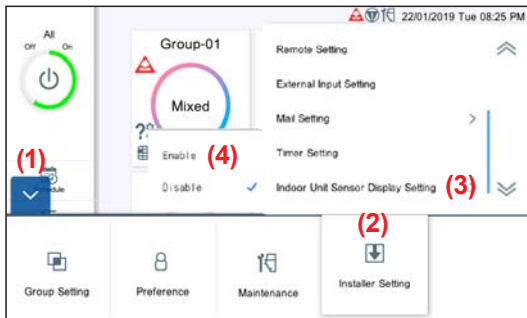 22/01/2019 Tue 08:25 PM
All
Off On
Group-01
Mixed
??
(1)
Enable (4)
Disable
Remote Setting
External Input Setting
Mail Setting >
Timer Setting
Indoor Unit Sensor Display Setting (3)
(2)
Group Setting
Preference
Maintenance
Installer Setting